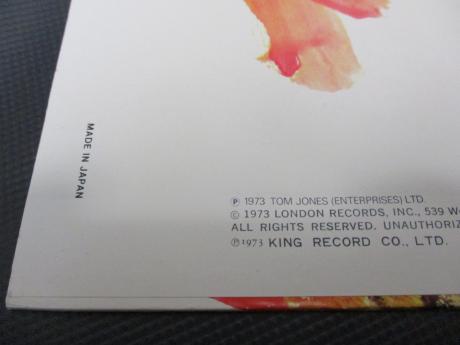 MADE IN JAPAN
℗ 1973 TOM JONES (ENTERPRISES) LTD.
© 1973 LONDON RECORDS, INC., 539 W
ALL RIGHTS RESERVED. UNAUTHORIZ
℗1973 KING RECORD CO., LTD.